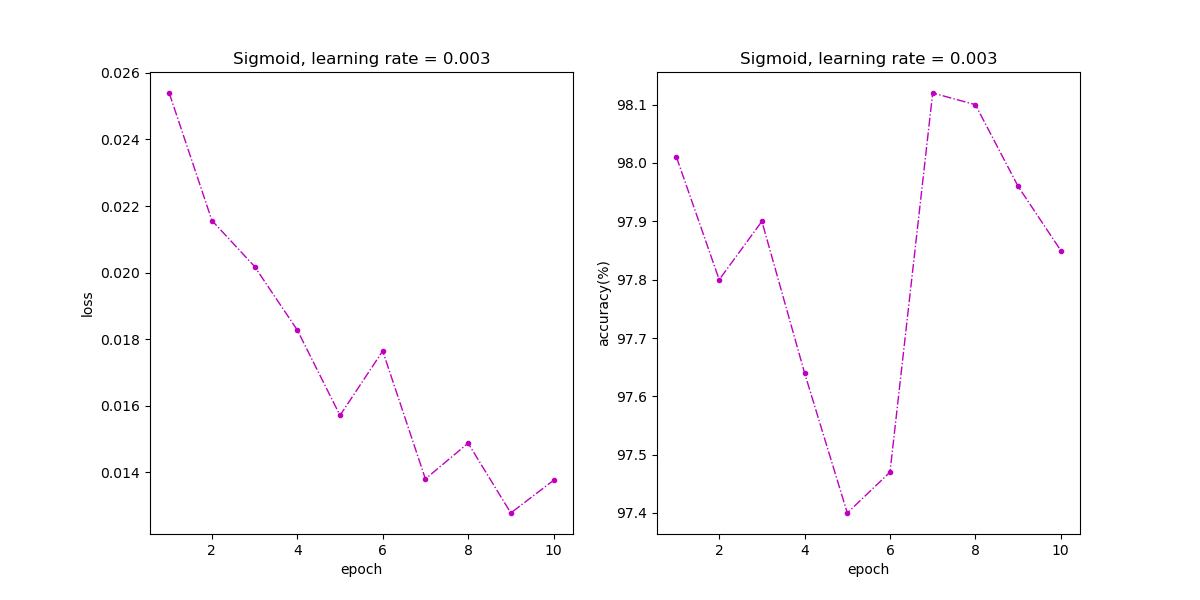 Sigmoid, learning rate = 0.003
0.026
0.024
0.022
0.020
0.018
0.016
0.014
loss
2 4 6 8 10
epoch
Sigmoid, learning rate = 0.003
98.1
98.0
97.9
97.8
97.7
97.6
97.5
97.4
accuracy(%)
2 4 6 8 10
epoch